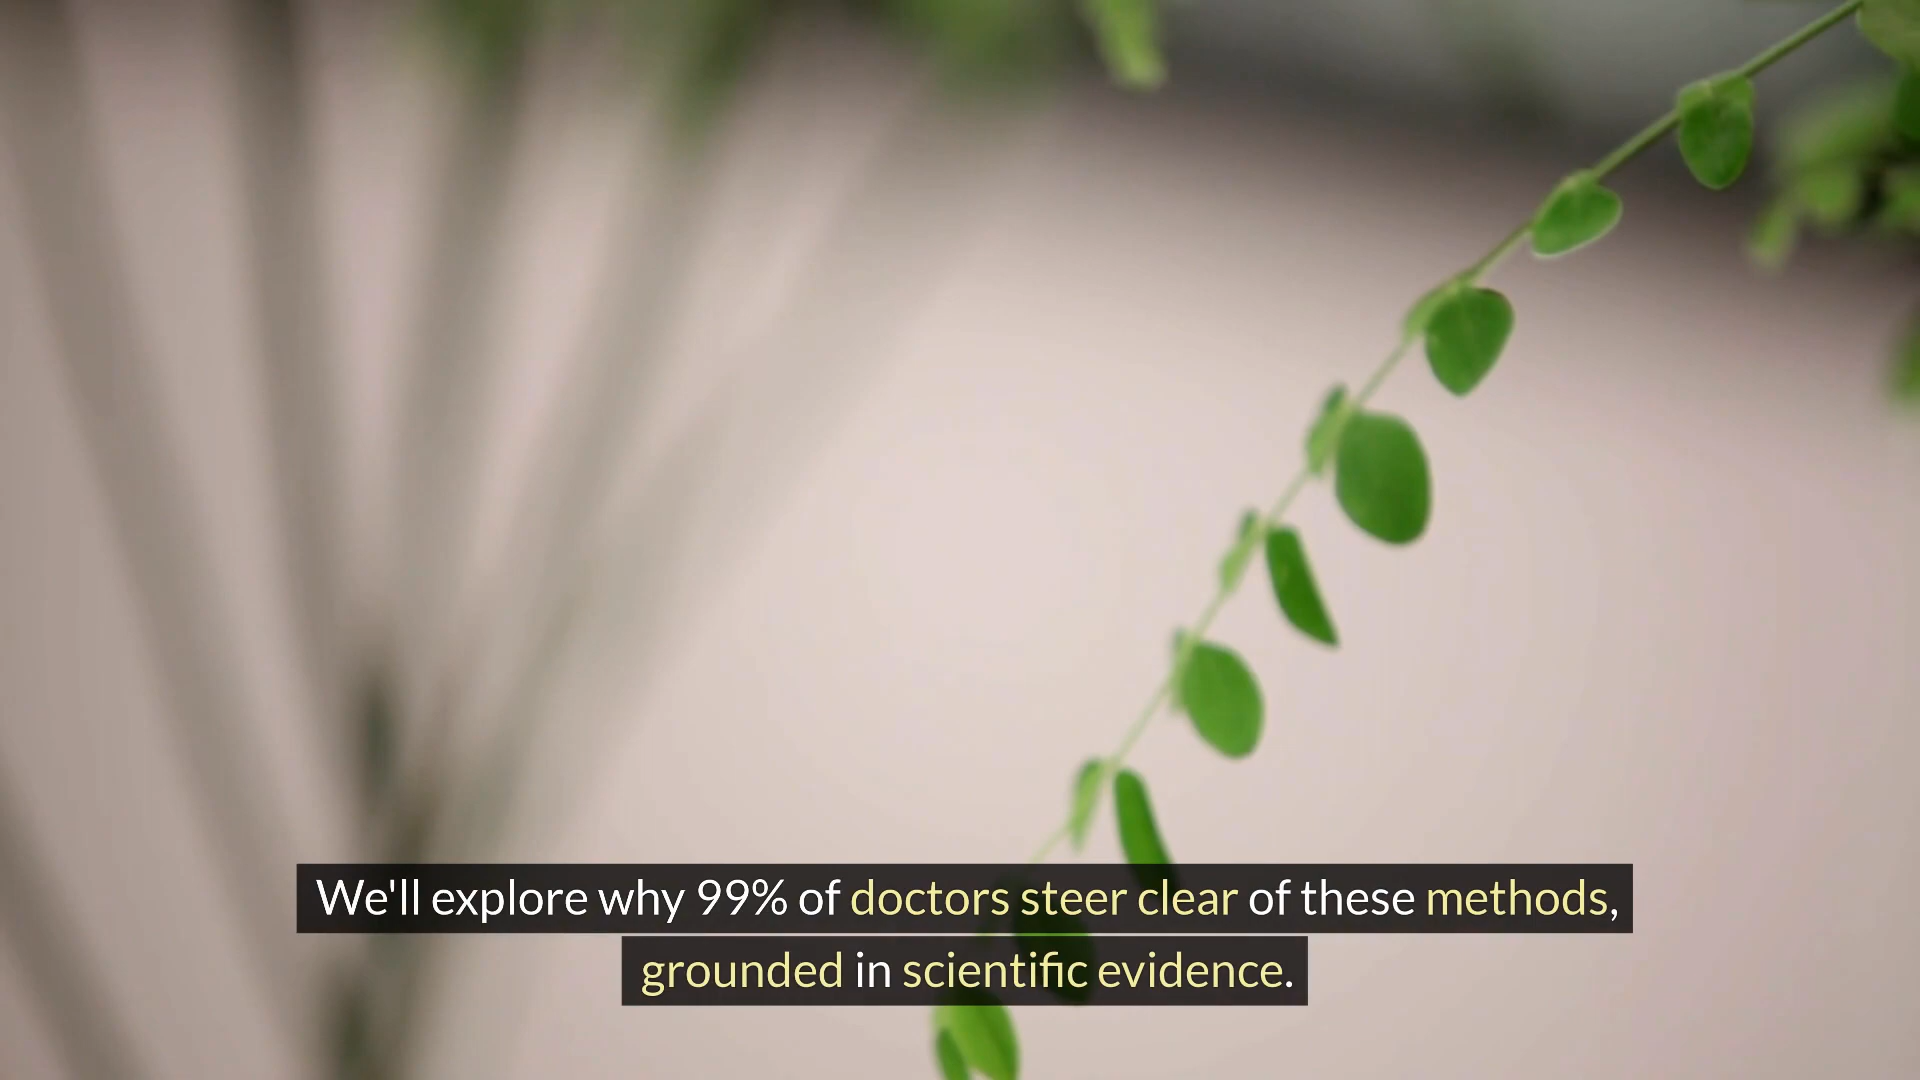 We'll explore why 99% of doctors steer clear of these methods,
grounded in scientific evidence.